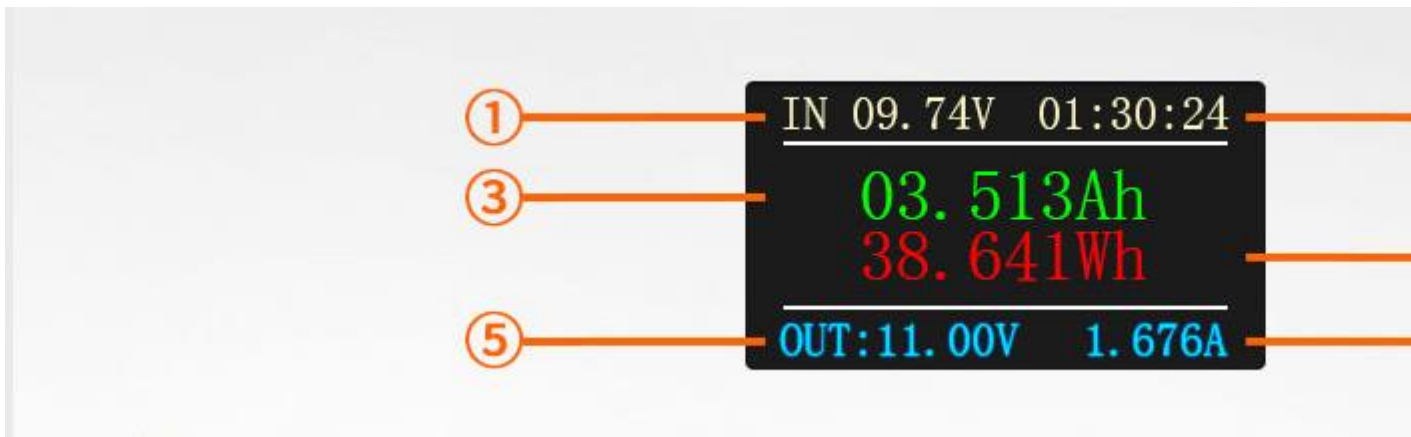 ① IN 09.74V 01:30:24
③ 03.513Ah
38.641Wh
⑤ OUT:11.00V 1.676A